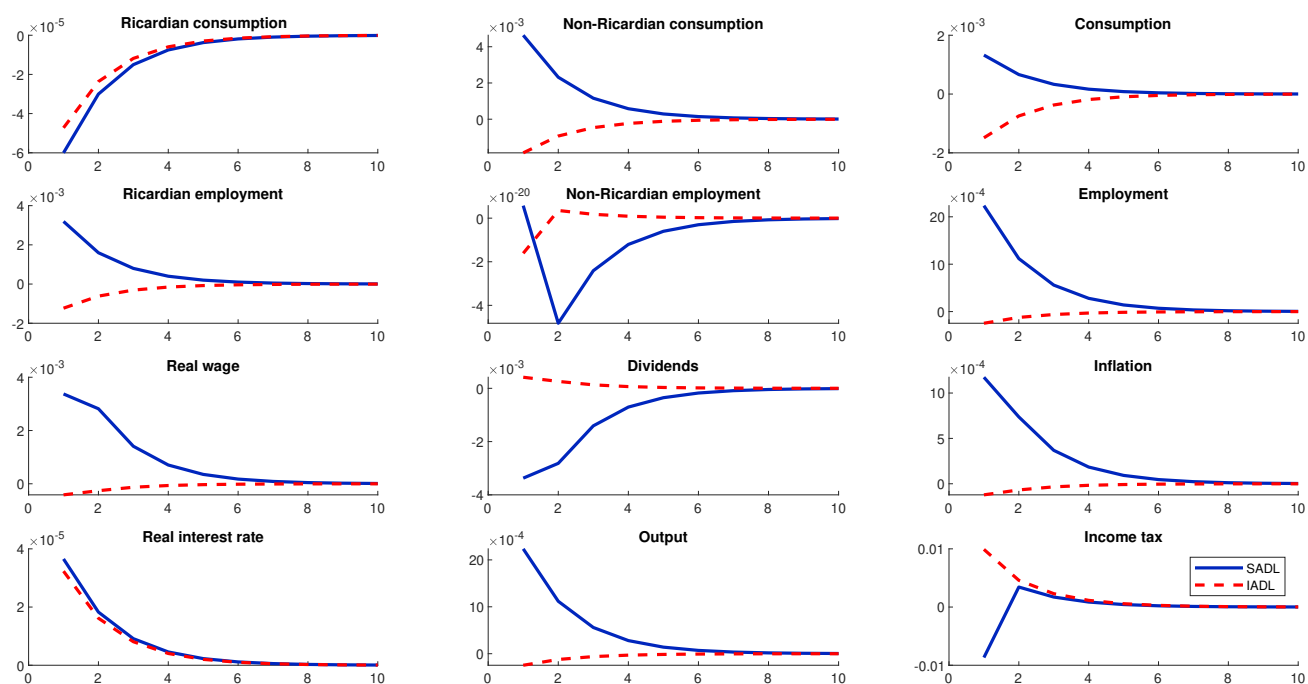 Ricardian consumption
×10-5
0
-2
-4
-6
0 2 4 6 8 10
Non-Ricardian consumption
×10-3
4
2
0
0 2 4 6 8 10
Consumption
×10-3
2
0
-2
0 2 4 6 8 10
Ricardian employment
×10-3
4
2
0
-2
0 2 4 6 8 10
Non-Ricardian employment
×10-20
0
-2
-4
0 2 4 6 8 10
Employment
×10-4
20
10
0
0 2 4 6 8 10
Real wage
×10-3
4
2
0
0 2 4 6 8 10
Dividends
×10-3
0
-2
-4
0 2 4 6 8 10
Inflation
×10-4
10
5
0
0 2 4 6 8 10
Real interest rate
×10-5
4
2
0
0 2 4 6 8 10
Output
×10-4
20
10
0
0 2 4 6 8 10
Income tax
0.01
0
-0.01
0 2 4 6 8 10
SADL
IADL